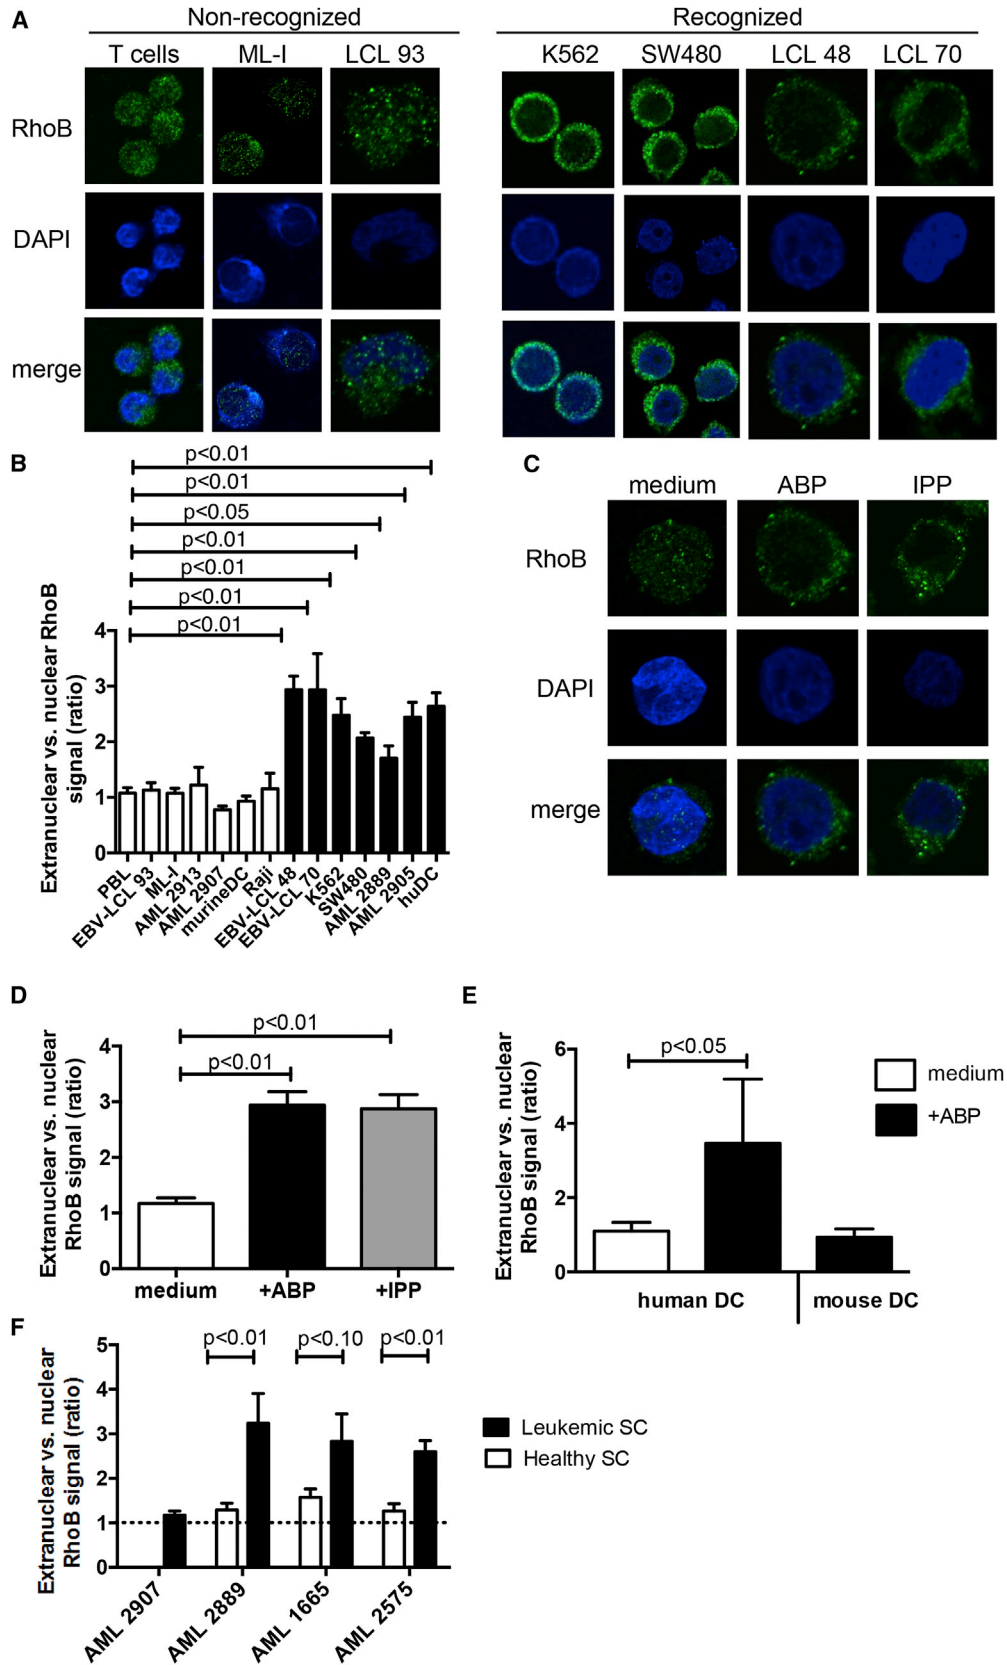 A
Non-recognized
Recognized
T cells
ML-I
LCL 93
K562
SW480
LCL 48
LCL 70
RhoB
DAPI
merge
B
p<0.01
p<0.01
p<0.05
p<0.01
p<0.01
p<0.01
p<0.01
Extranuclear vs. nuclear RhoB
signal (ratio)
4
3
2
1
0
PBL
EBV-LCL 93
ML-I
AML 2913
AML 2907
murineDC
Raji
EBV-LCL 48
EBV-LCL 70
K562
SW480
AML 2889
AML 2905
huDC
C
medium
ABP
IPP
RhoB
DAPI
merge
D
p<0.01
p<0.01
Extranuclear vs. nuclear
RhoB signal (ratio)
4
3
2
1
0
medium
+ABP
+IPP
E
p<0.05
Extranuclear vs. nuclear
RhoB signal (ratio)
6
4
2
0
human DC
mouse DC
medium
+ABP
F
p<0.01
p<0.10
p<0.01
Extranuclear vs. nuclear
RhoB signal (ratio)
5
4
3
2
1
0
AML 2907
AML 2889
AML 1665
AML 2575
Leukemic SC
Healthy SC